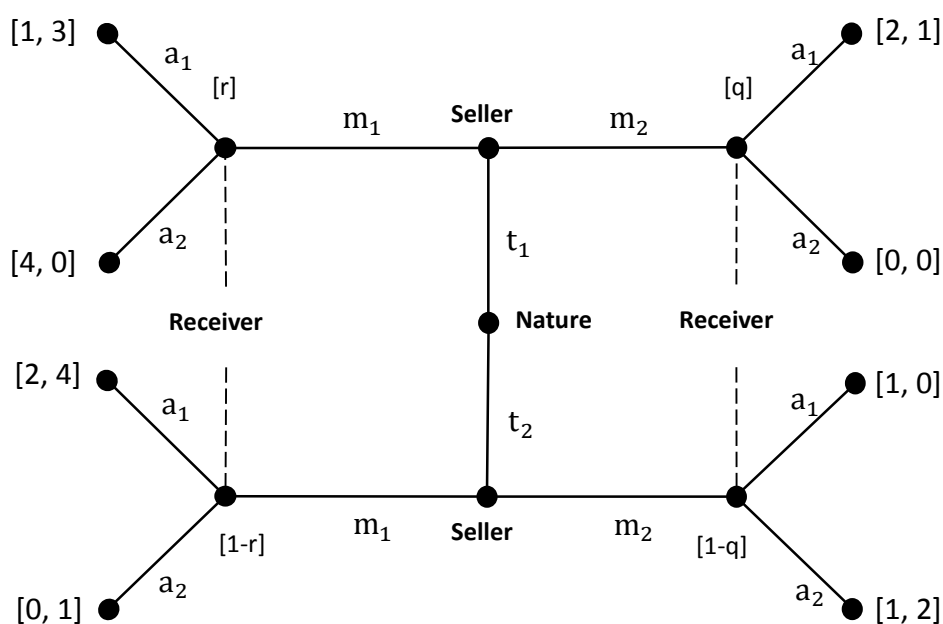 [1, 3]
[2, 1]
a₁
a₁
[r]
[q]
m₁
Seller
m₂
a₂
a₂
t₁
[4, 0]
[0, 0]
Receiver
Nature
Receiver
[2, 4]
[1, 0]
a₁
a₁
t₂
m₁
Seller
m₂
[1-r]
[1-q]
a₂
a₂
[0, 1]
[1, 2]